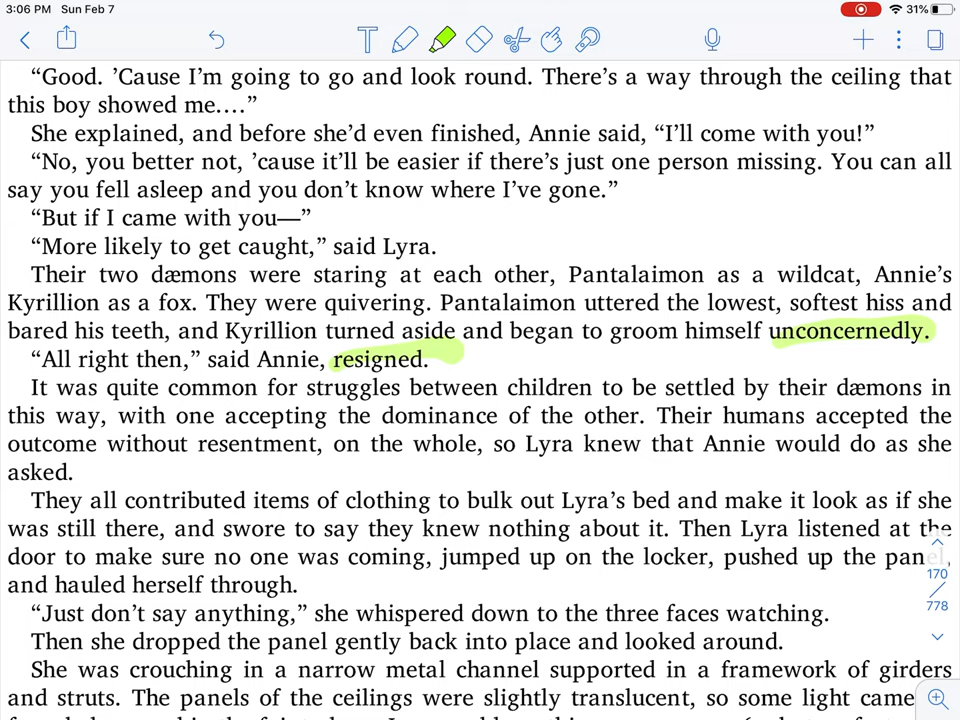 3:06 PM Sun Feb 7 31%
T
“Good. ’Cause I’m going to go and look round. There’s a way through the ceiling that
this boy showed me....”
She explained, and before she’d even finished, Annie said, “I’ll come with you!”
“No, you better not, ’cause it’ll be easier if there’s just one person missing. You can all
say you fell asleep and you don’t know where I’ve gone.”
“But if I came with you—”
“More likely to get caught,” said Lyra.
Their two dæmons were staring at each other, Pantalaimon as a wildcat, Annie’s
Kyrillion as a fox. They were quivering. Pantalaimon uttered the lowest, softest hiss and
bared his teeth, and Kyrillion turned aside and began to groom himself unconcernedly.
“All right then,” said Annie, resigned.
It was quite common for struggles between children to be settled by their dæmons in
this way, with one accepting the dominance of the other. Their humans accepted the
outcome without resentment, on the whole, so Lyra knew that Annie would do as she
asked.
They all contributed items of clothing to bulk out Lyra’s bed and make it look as if she
was still there, and swore to say they knew nothing about it. Then Lyra listened at the
door to make sure no one was coming, jumped up on the locker, pushed up the panel,
and hauled herself through.
“Just don’t say anything,” she whispered down to the three faces watching.
Then she dropped the panel gently back into place and looked around.
She was crouching in a narrow metal channel supported in a framework of girders
and struts. The panels of the ceilings were slightly translucent, so some light came
170
/
778